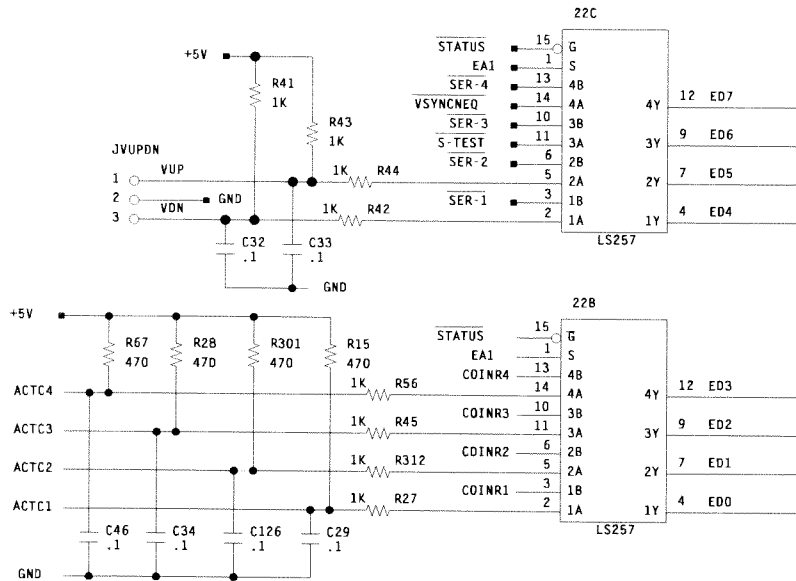 22C
STATUS 15 G
+5V
EA1 1 S
R41 1K
SER-4 13 4B
VSYNCNEQ 14 4A 4Y 12 ED7
R43 1K
SER-3 10 3B
S-TEST 11 3A 3Y 9 ED6
JVUPDN
SER-2 6 2B
1 VUP 1K R44 5 2A 2Y 7 ED5
2 GND
SER-1 3 1B
3 VDN 1K R42 2 1A 1Y 4 ED4
LS257
C32 .1
C33 .1
GND
22B
+5V
STATUS 15 G
R67 470
R28 470
R301 470
R15 470
EA1 1 S
COINR4 13 4B
ACTC4 1K R56 14 4A 4Y 12 ED3
COINR3 10 3B
ACTC3 1K R45 11 3A 3Y 9 ED2
COINR2 6 2B
ACTC2 1K R312 5 2A 2Y 7 ED1
COINR1 3 1B
ACTC1 1K R27 2 1A 1Y 4 ED0
LS257
C46 .1
C34 .1
C126 .1
C29 .1
GND